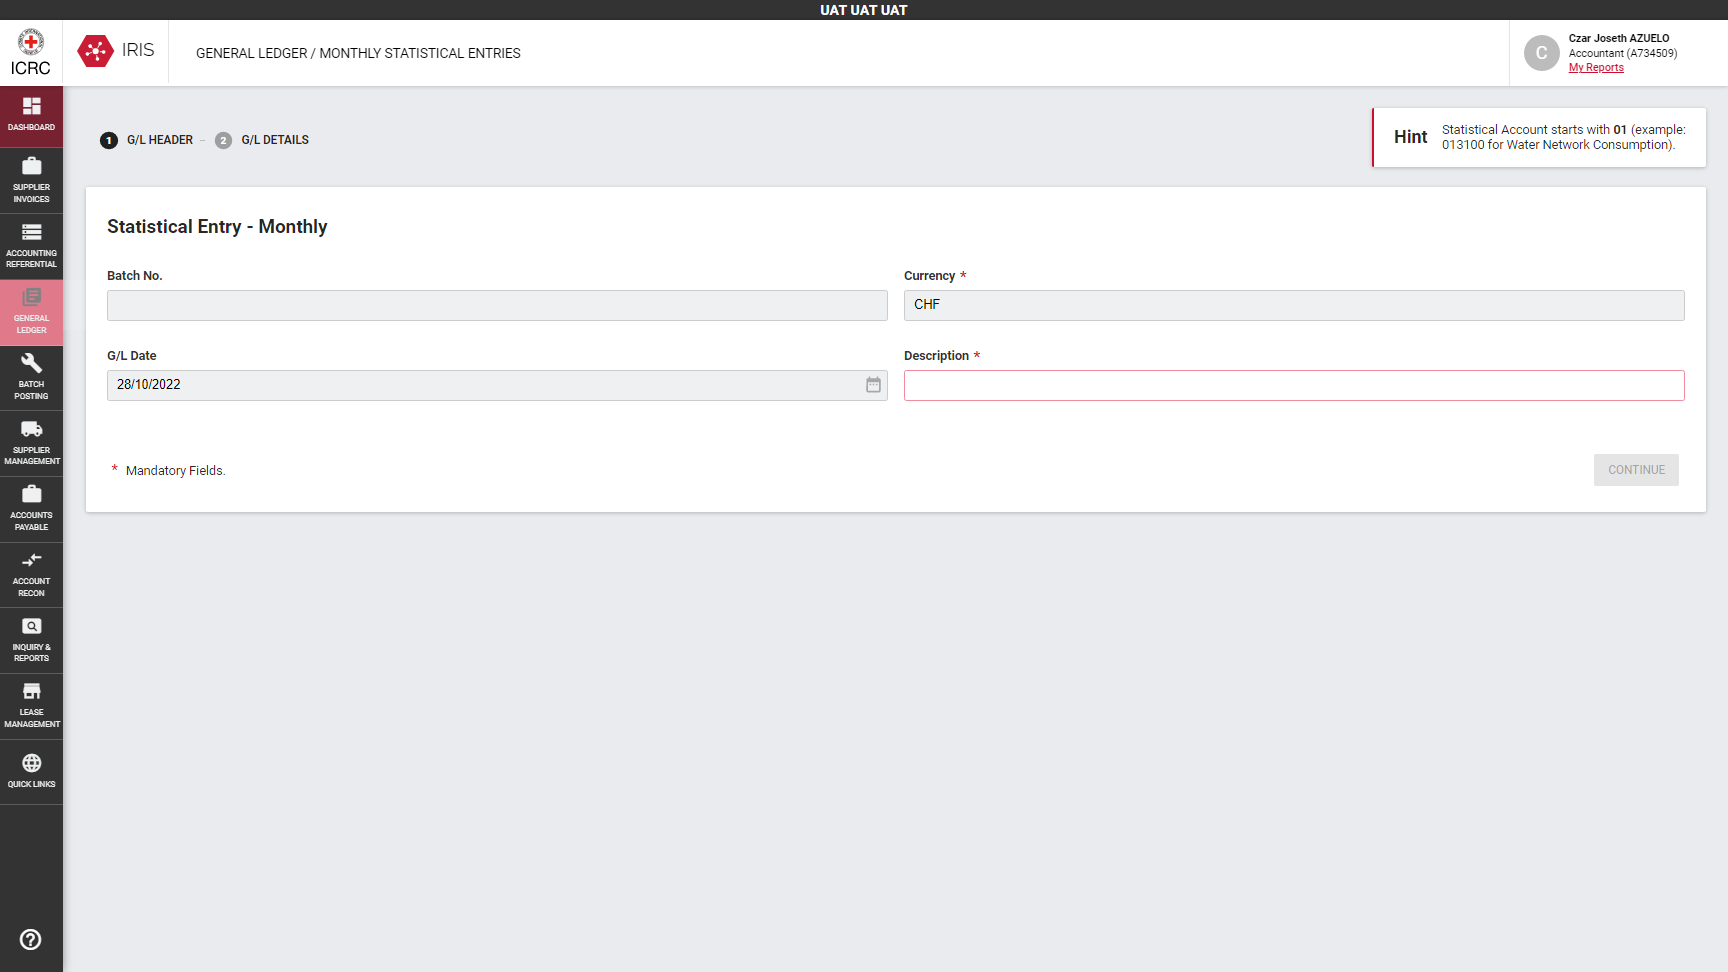 UAT UAT UAT
ICRC
IRIS
GENERAL LEDGER / MONTHLY STATISTICAL ENTRIES
C
Czar Joseth AZUELO
Accountant (A734509)
My Reports
DASHBOARD
SUPPLIER
INVOICES
ACCOUNTING
REFERENTIAL
GENERAL
LEDGER
BATCH
POSTING
SUPPLIER
MANAGEMENT
ACCOUNTS
PAYABLE
ACCOUNT
RECON
INQUIRY &
REPORTS
LEASE
MANAGEMENT
QUICK LINKS
1 G/L HEADER – 2 G/L DETAILS
Hint
Statistical Account starts with 01 (example:
013100 for Water Network Consumption).
Statistical Entry - Monthly
Batch No.
Currency *
CHF
G/L Date
28/10/2022
Description *
* Mandatory Fields.
CONTINUE